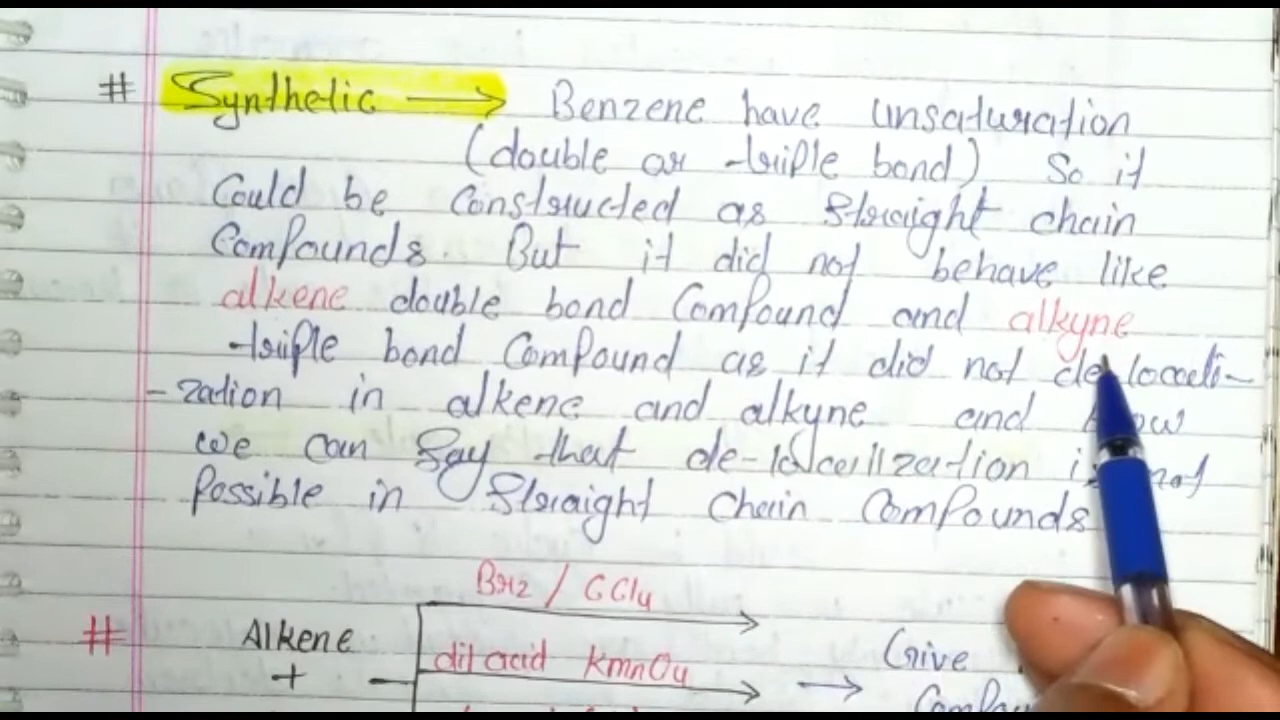 # Synthetic → Benzene have unsaturation
(double or triple bond) So it
Could be Constructed as Straight chain
Compounds. But it did not behave like
alkene double bond Compound and alkyne
triple bond Compound as it did not de-locali-
-zation in alkene and alkyne and
we can Say that de-localization is not
Possible in Straight Chain Compounds
Br2 / CCl4
# Alkene
+
dil acid KmnO4
→ Give